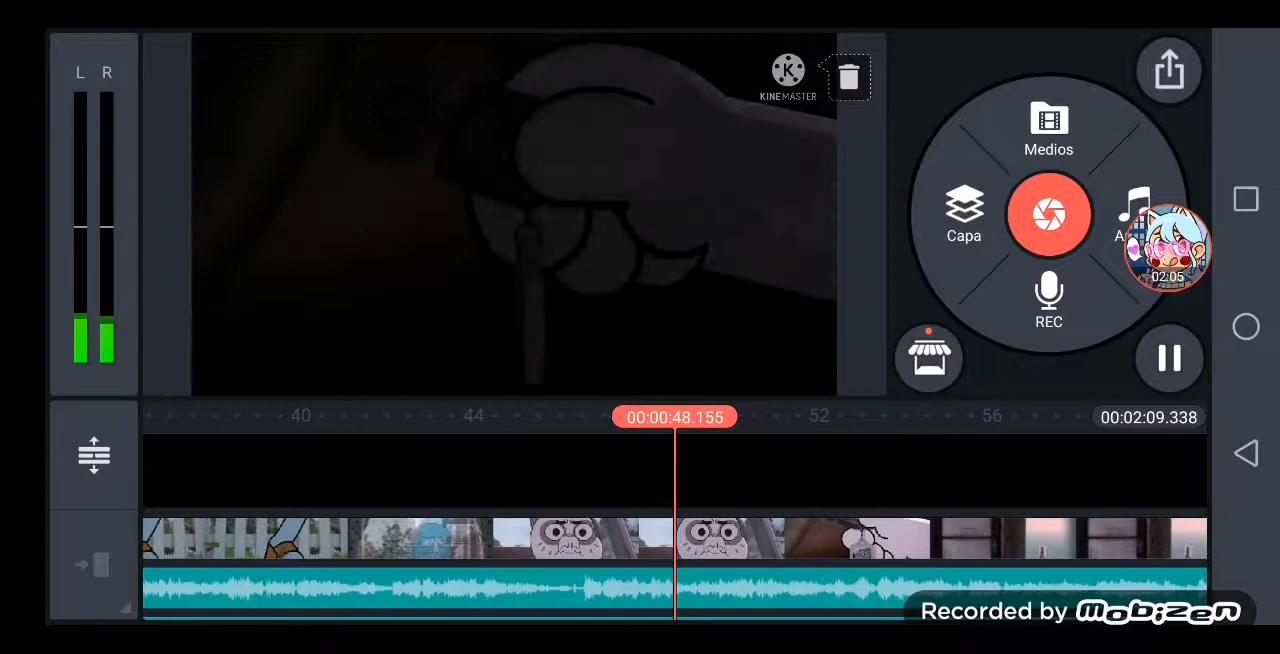 L R
KINEMASTER
Medios
Capa
A
02:05
REC
40 44 00:00:48.155 52 56 00:02:09.338
Recorded by mobizen